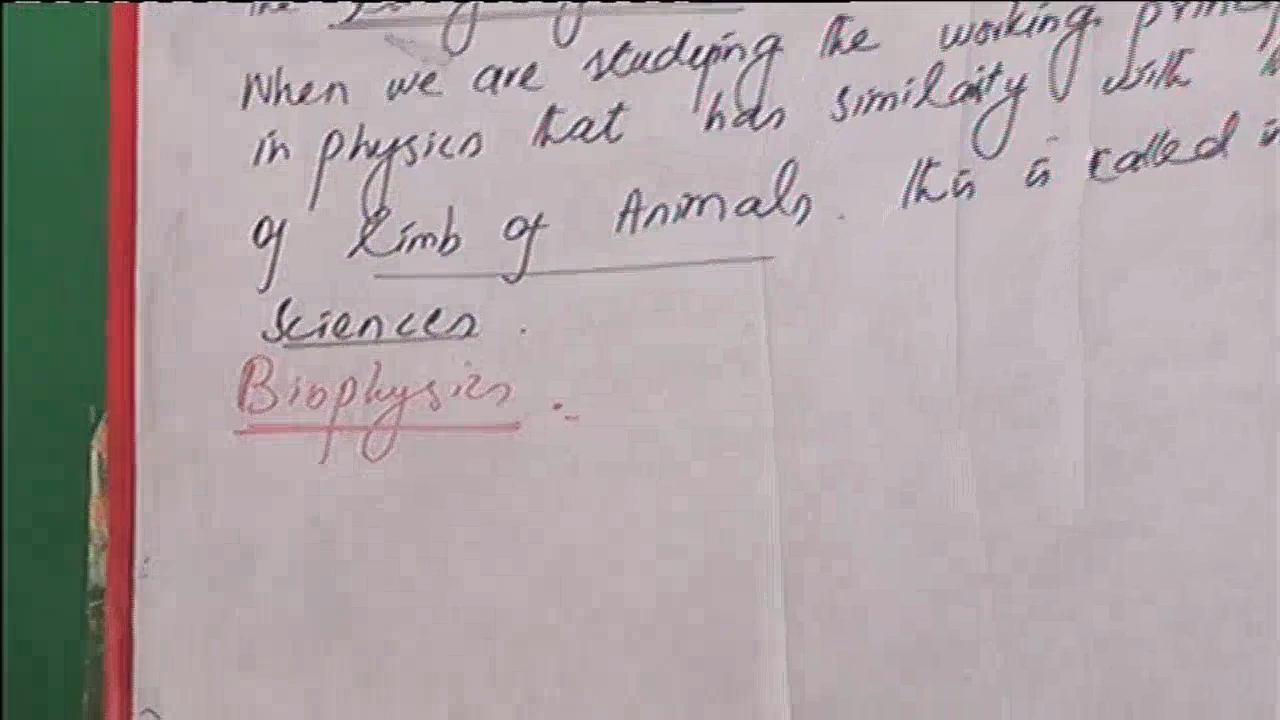 the
When we are studying the working
in physics that has similarity with
of limb of Animals. this is called
Sciences.
Biophysics :-